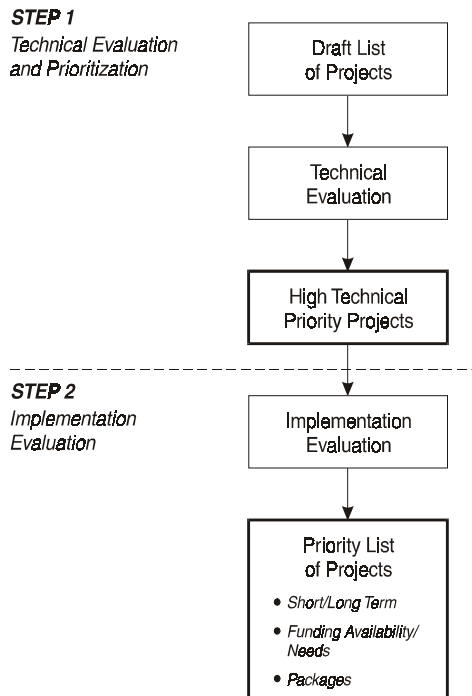 STEP 1
Technical Evaluation
and Prioritization
Draft List
of Projects
Technical
Evaluation
High Technical
Priority Projects
STEP 2
Implementation
Evaluation
Implementation
Evaluation
Priority List
of Projects
• Short/Long Term
• Funding Availability/
Needs
• Packages